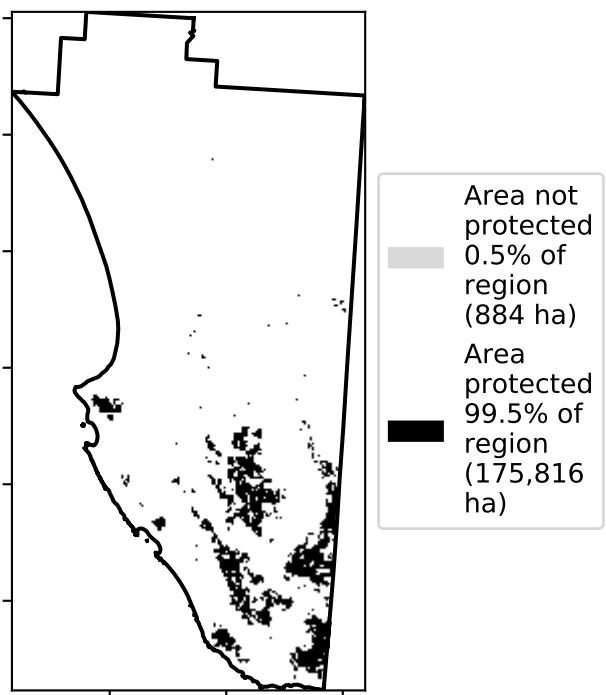 Area not
protected
0.5% of
region
(884 ha)
Area
protected
99.5% of
region
(175,816
ha)